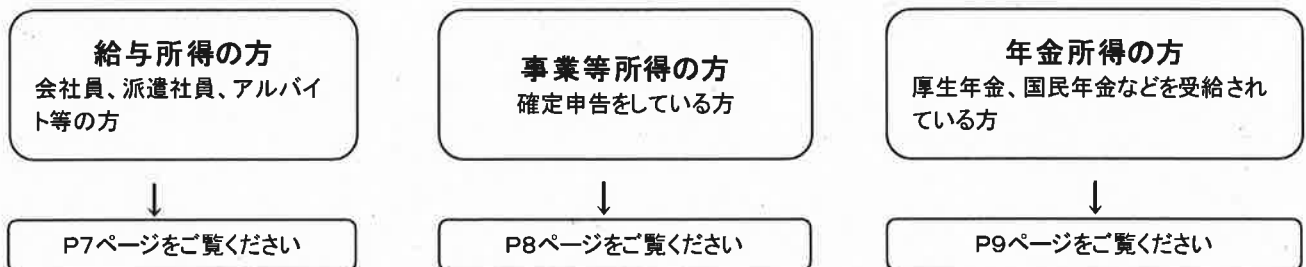 給与所得の方
会社員、派遣社員、アルバイ
ト等の方
↓
P7ページをご覧ください
事業等所得の方
確定申告をしている方
↓
P8ページをご覧ください
年金所得の方
厚生年金、国民年金などを受給され
ている方
↓
P9ページをご覧ください